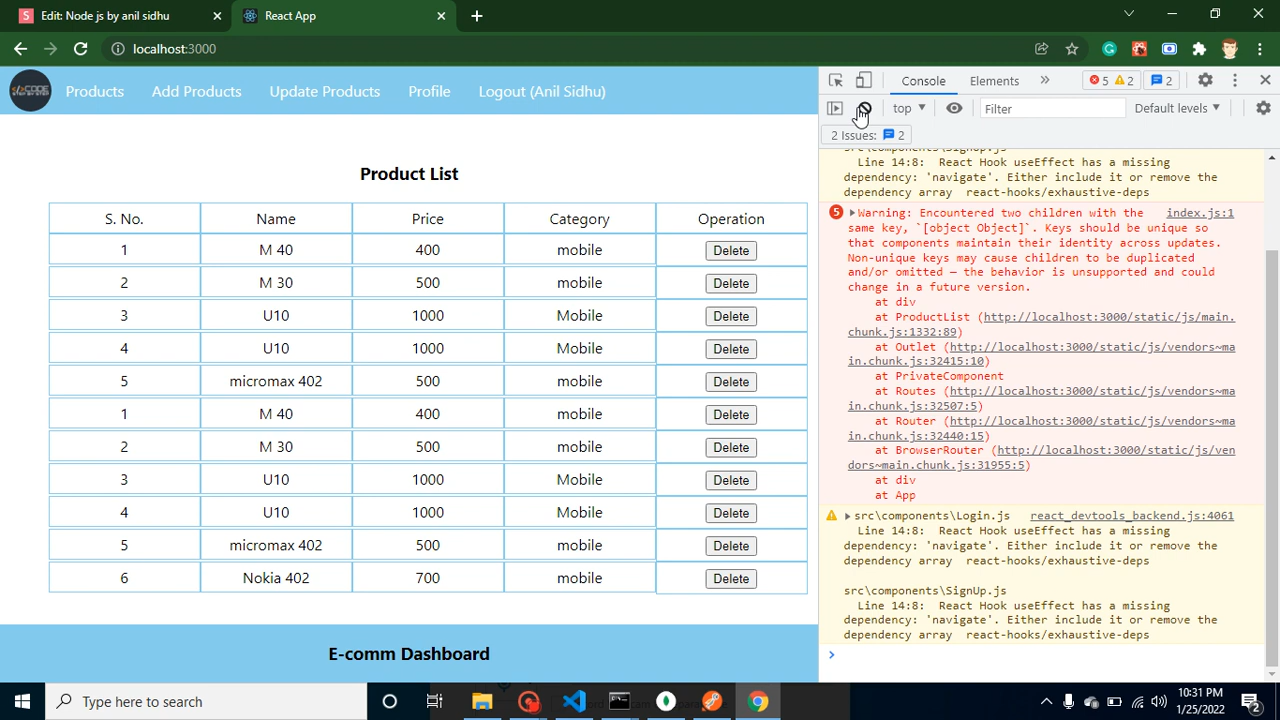 Edit: Node js by anil sidhu
React App
localhost:3000
Products Add Products Update Products Profile Logout (Anil Sidhu)
Product List
S. No. Name Price Category Operation
1 M 40 400 mobile Delete
2 M 30 500 mobile Delete
3 U10 1000 Mobile Delete
4 U10 1000 Mobile Delete
5 micromax 402 500 mobile Delete
1 M 40 400 mobile Delete
2 M 30 500 mobile Delete
3 U10 1000 Mobile Delete
4 U10 1000 Mobile Delete
5 micromax 402 500 mobile Delete
6 Nokia 402 700 mobile Delete
E-comm Dashboard
Console Elements 5 2 2
top Filter Default levels
2 Issues: 2
src\components\SignUp.js
Line 14:8: React Hook useEffect has a missing
dependency: 'navigate'. Either include it or remove the
dependency array react-hooks/exhaustive-deps
5 Warning: Encountered two children with the index.js:1
same key, `[object Object]`. Keys should be unique so
that components maintain their identity across updates.
Non-unique keys may cause children to be duplicated
and/or omitted — the behavior is unsupported and could
change in a future version.
at div
at ProductList (http://localhost:3000/static/js/main.
chunk.js:1332:89)
at Outlet (http://localhost:3000/static/js/vendors~ma
in.chunk.js:32415:10)
at PrivateComponent
at Routes (http://localhost:3000/static/js/vendors~ma
in.chunk.js:32507:5)
at Router (http://localhost:3000/static/js/vendors~ma
in.chunk.js:32440:15)
at BrowserRouter (http://localhost:3000/static/js/ven
dors~main.chunk.js:31955:5)
at div
at App
src\components\Login.js react_devtools_backend.js:4061
Line 14:8: React Hook useEffect has a missing
dependency: 'navigate'. Either include it or remove the
dependency array react-hooks/exhaustive-deps
src\components\SignUp.js
Line 14:8: React Hook useEffect has a missing
dependency: 'navigate'. Either include it or remove the
dependency array react-hooks/exhaustive-deps
Type here to search
10:31 PM
1/25/2022
2